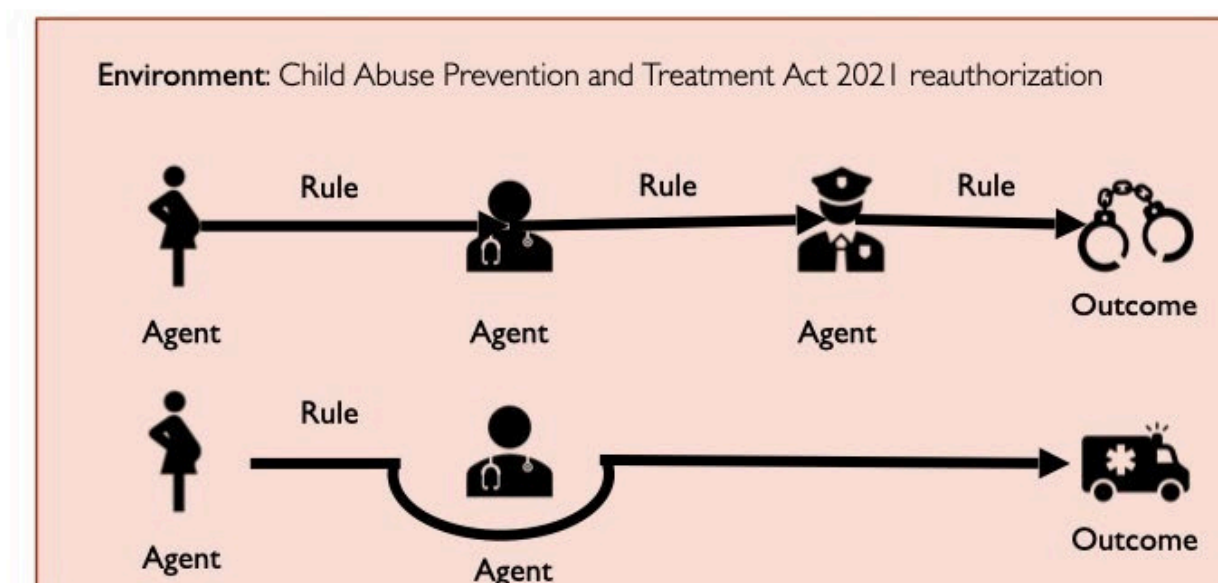 Environment: Child Abuse Prevention and Treatment Act 2021 reauthorization
Rule Rule Rule
Outcome
Agent Agent Agent
Rule
Outcome
Agent Agent